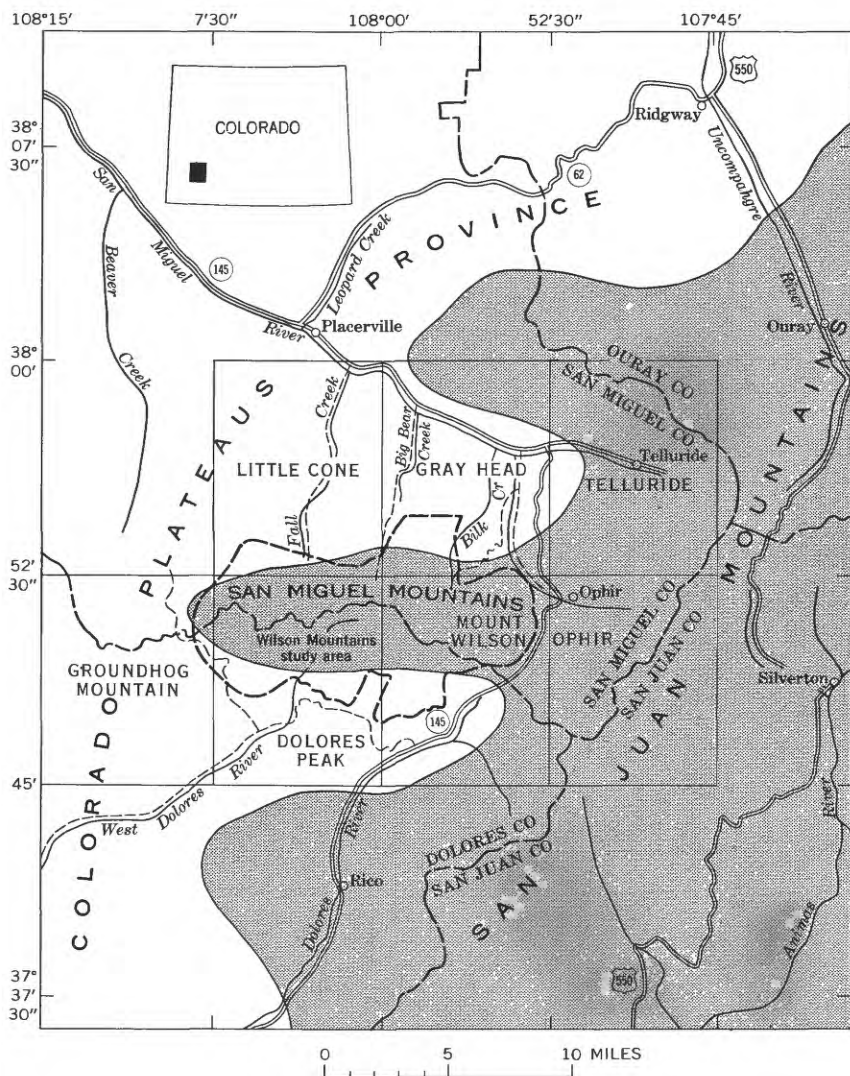 108°15' 7'30" 108°00' 52'30" 107°45'
550
Ridgway
38°
07'
30"
COLORADO
62
Uncompahgre
River
San
Miguel
River
145
Beaver
Creek
Leopard Creek
PROVINCE
Placerville
Ouray
38°
00'
OURAY CO
SAN MIGUEL CO
PLATEAUS
Creek
Fall
Big Bear
Creek
LITTLE CONE
GRAY HEAD
Telluride
TELLURIDE
Bilk
Cr
MOUNTAINS
52'
30"
SAN MIGUEL MOUNTAINS
Ophir
MOUNT
WILSON
OPHIR
Wilson Mountains
study area
SAN MIGUEL CO
SAN JUAN CO
GROUNDHOG
MOUNTAIN
Silverton
145
JUAN
DOLORES
PEAK
River
45'
West
Dolores
River
River
COLORADO
DOLORES CO
SAN JUAN CO
Rico
SAN
Dolores
Animas
37°
37'
30"
550
0 5 10 MILES